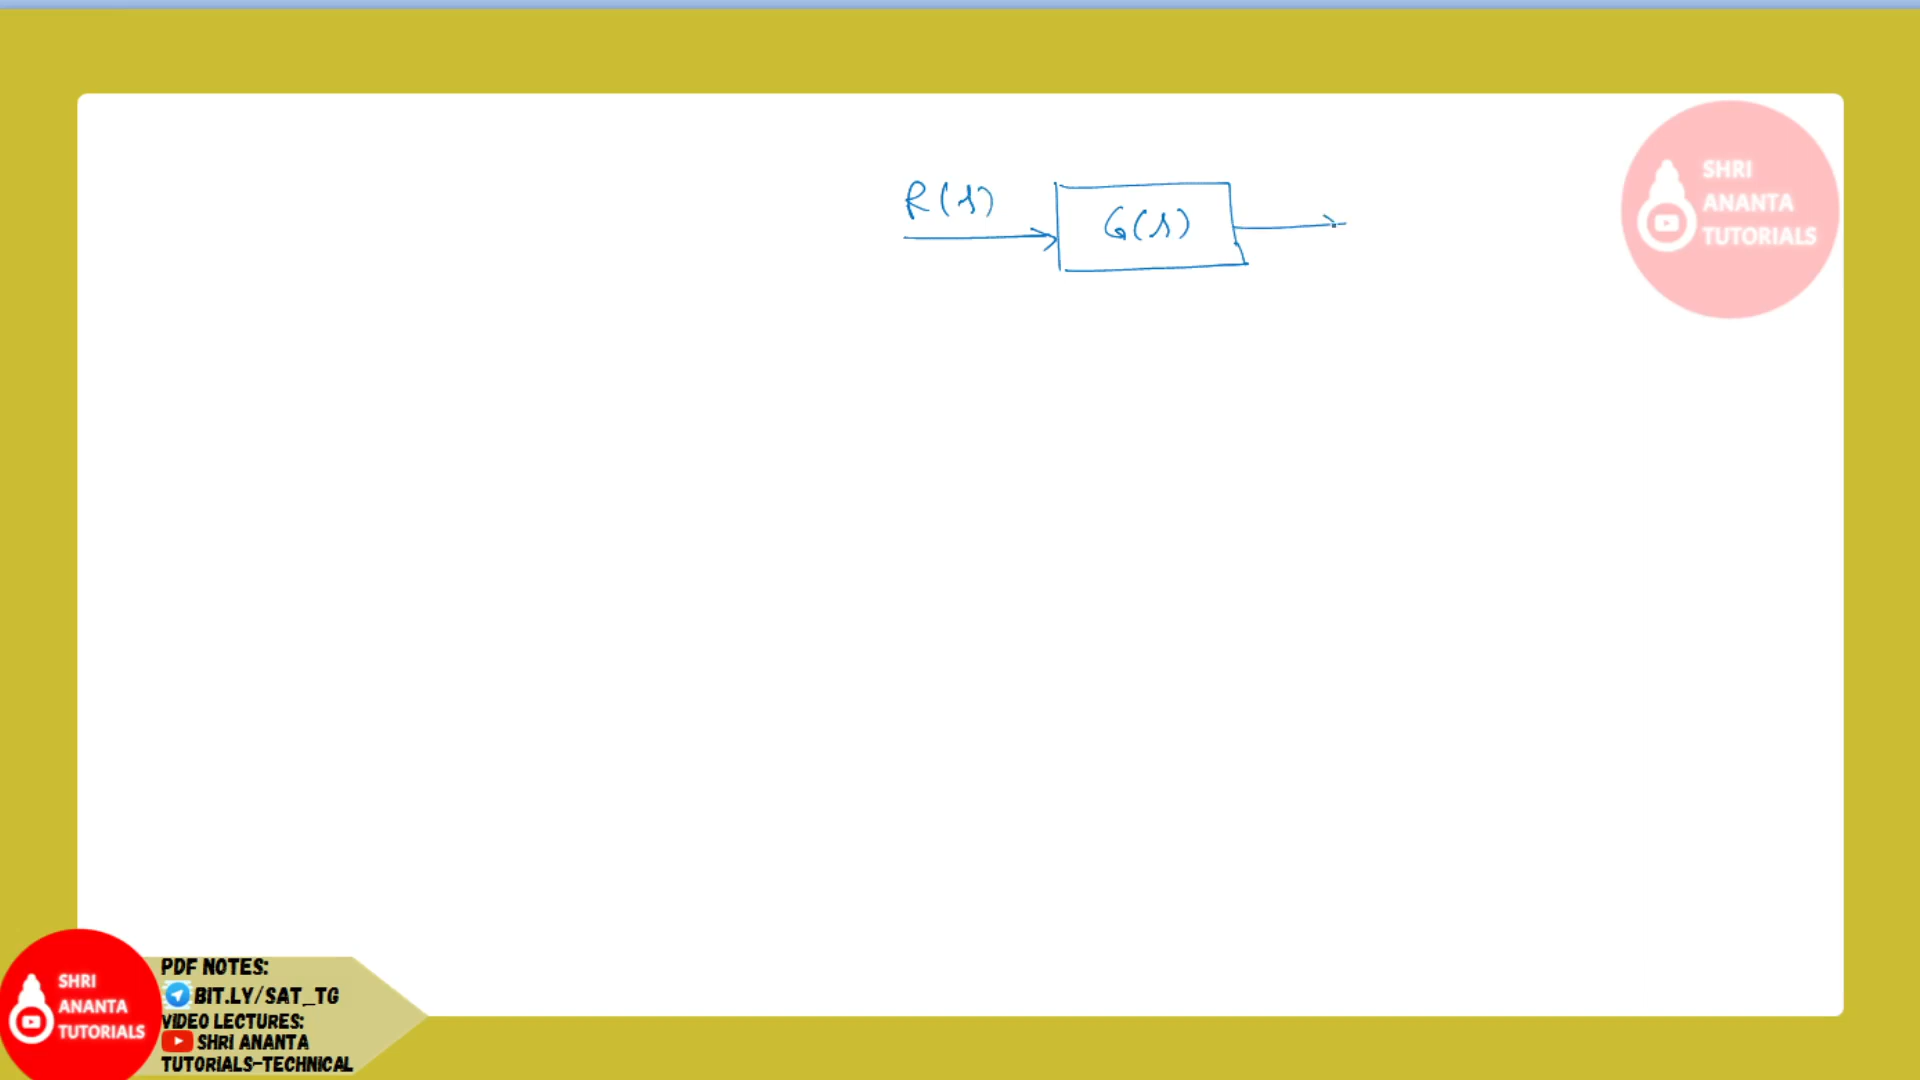 R(s)
G(s)
SHRI
ANANTA
TUTORIALS
SHRI
ANANTA
TUTORIALS
PDF NOTES:
BIT.LY/SAT_TG
VIDEO LECTURES:
SHRI ANANTA
TUTORIALS-TECHNICAL